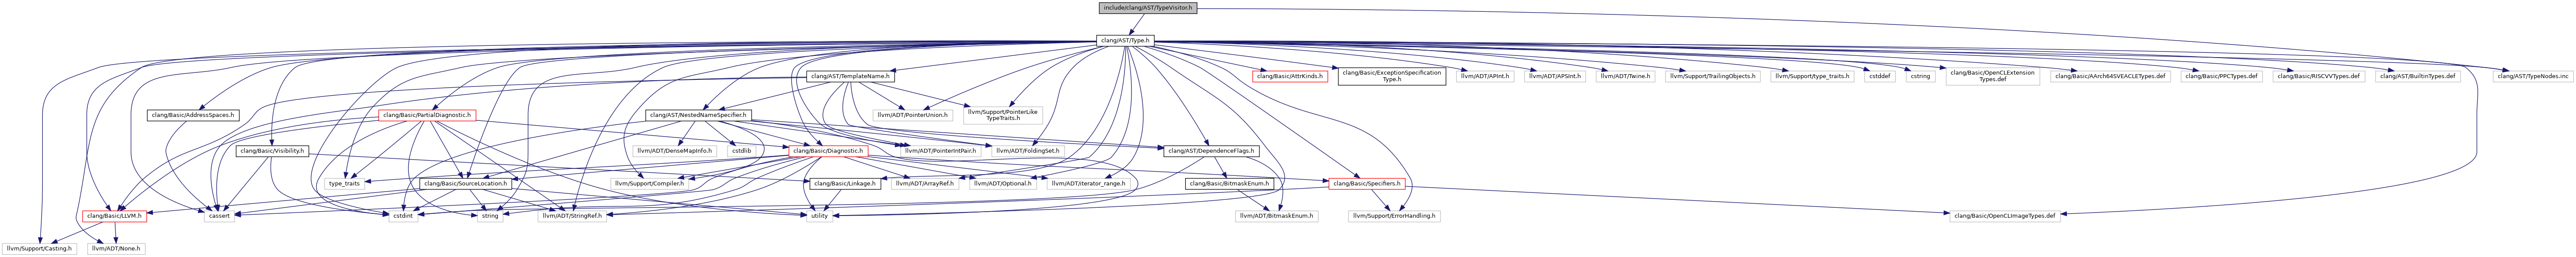 include/clang/AST/TypeVisitor.h
clang/AST/Type.h
clang/AST/TemplateName.h
clang/Basic/AttrKinds.h
clang/Basic/ExceptionSpecification
Type.h
llvm/ADT/APInt.h
llvm/ADT/APSInt.h
llvm/ADT/Twine.h
llvm/Support/TrailingObjects.h
llvm/Support/type_traits.h
cstddef
cstring
clang/Basic/OpenCLExtension
Types.def
clang/Basic/AArch64SVEACLETypes.def
clang/Basic/PPCTypes.def
clang/Basic/RISCVVTypes.def
clang/AST/BuiltinTypes.def
clang/AST/TypeNodes.inc
clang/Basic/AddressSpaces.h
clang/Basic/PartialDiagnostic.h
clang/AST/NestedNameSpecifier.h
llvm/ADT/PointerUnion.h
llvm/Support/PointerLike
TypeTraits.h
clang/Basic/Visibility.h
llvm/ADT/DenseMapInfo.h
cstdlib
clang/Basic/Diagnostic.h
llvm/ADT/PointerIntPair.h
llvm/ADT/FoldingSet.h
clang/AST/DependenceFlags.h
type_traits
clang/Basic/SourceLocation.h
llvm/Support/Compiler.h
clang/Basic/Linkage.h
llvm/ADT/ArrayRef.h
llvm/ADT/Optional.h
llvm/ADT/iterator_range.h
clang/Basic/BitmaskEnum.h
clang/Basic/Specifiers.h
clang/Basic/LLVM.h
cassert
cstdint
string
llvm/ADT/StringRef.h
utility
llvm/ADT/BitmaskEnum.h
llvm/Support/ErrorHandling.h
clang/Basic/OpenCLImageTypes.def
llvm/Support/Casting.h
llvm/ADT/None.h